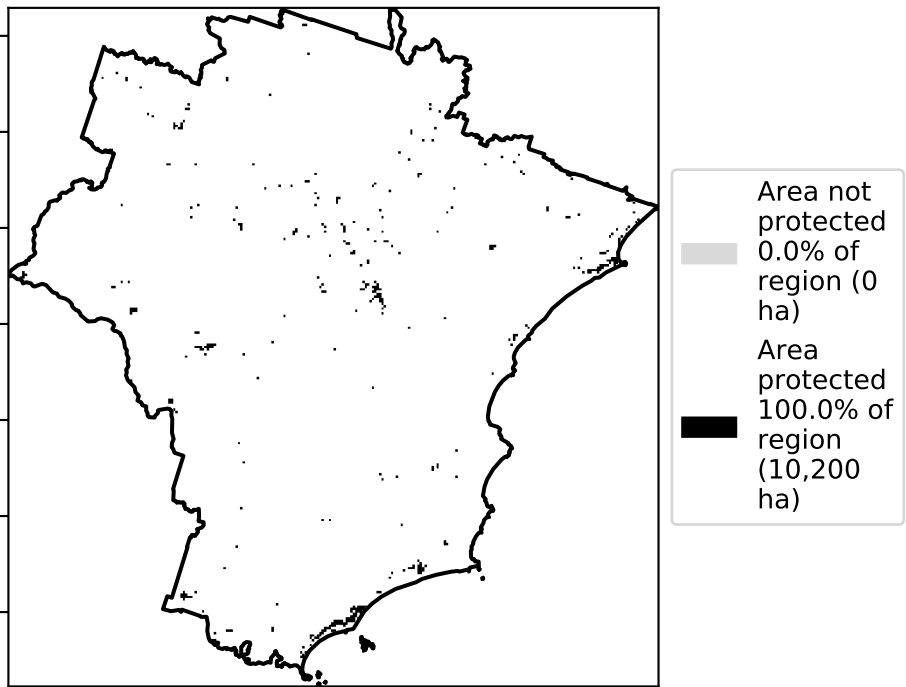 Area not
protected
0.0% of
region (0
ha)
Area
protected
100.0% of
region
(10,200
ha)